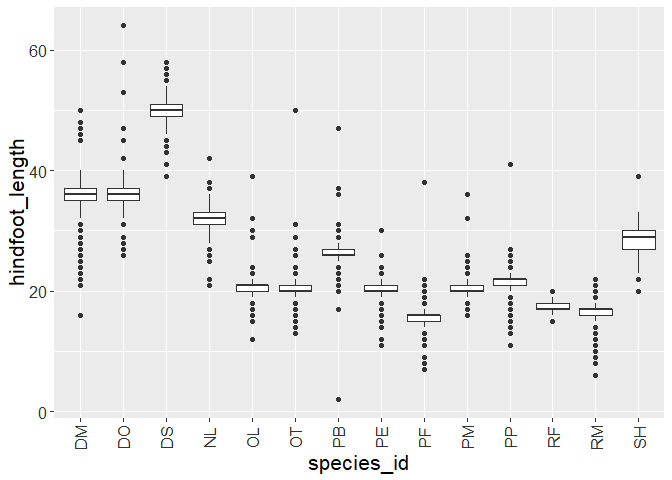 60
40
20
0
hindfoot_length
DM DO DS NL OL OT PB PE PF PM PP RF RM SH
species_id